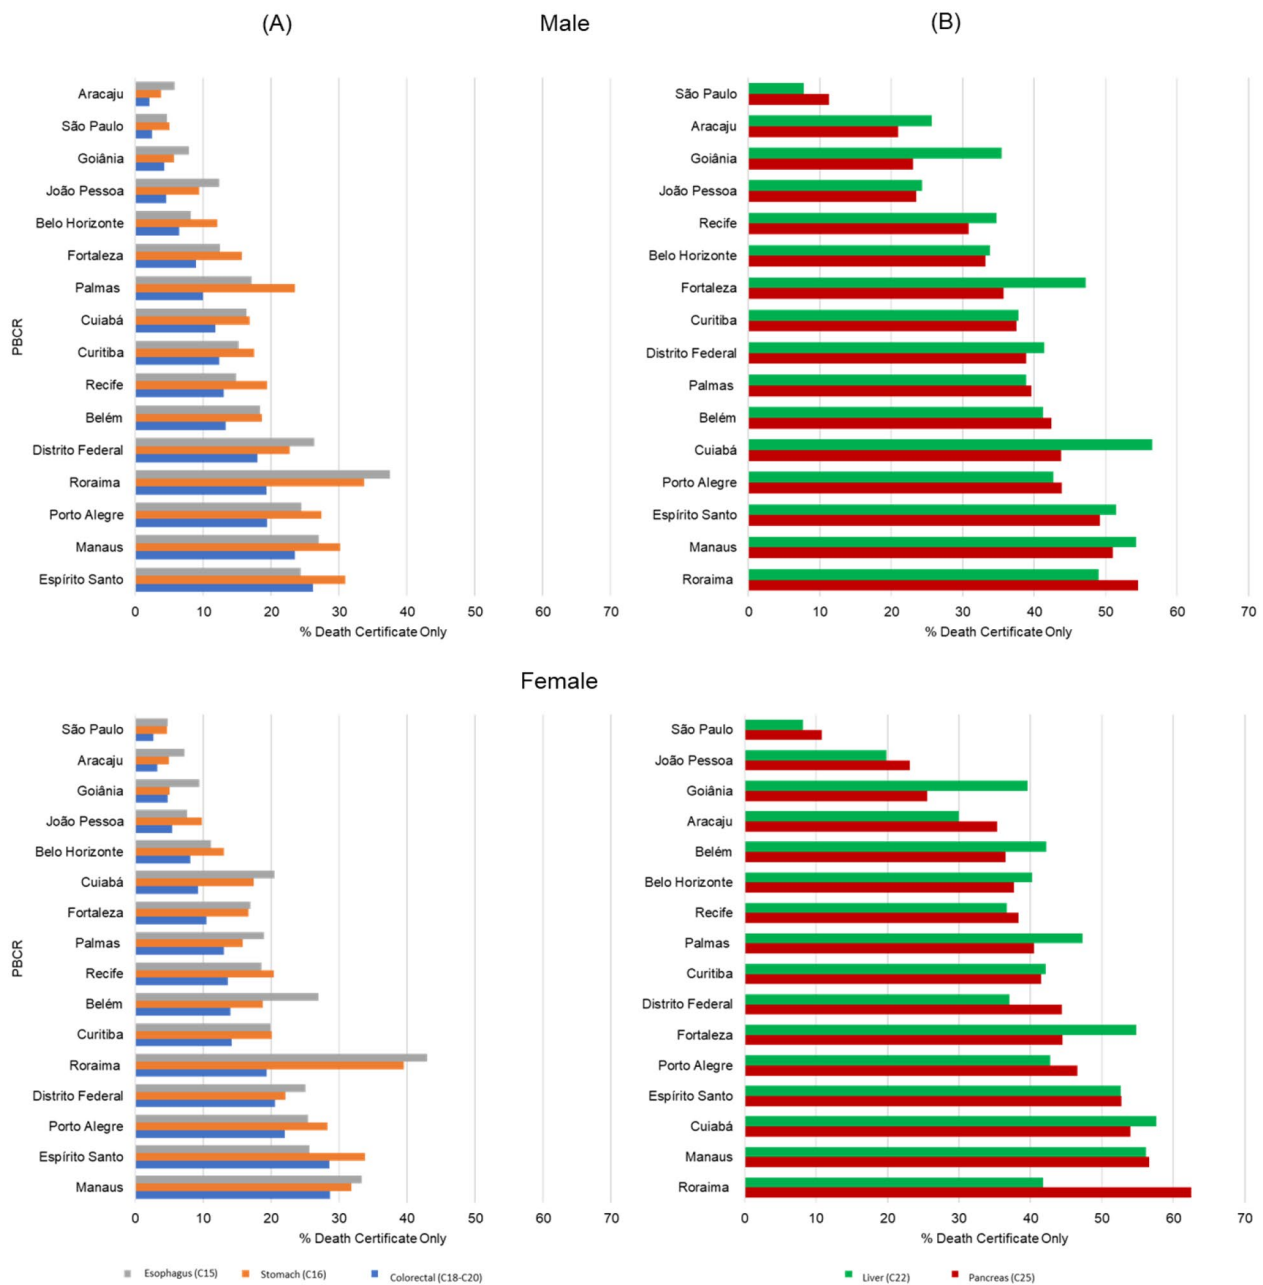 (A)
Male
(B)
PBCR
Aracaju
São Paulo
Goiânia
João Pessoa
Belo Horizonte
Fortaleza
Palmas
Cuiabá
Curitiba
Recife
Belém
Distrito Federal
Roraima
Porto Alegre
Manaus
Espírito Santo
0 10 20 30 40 50 60 70
% Death Certificate Only
São Paulo
Aracaju
Goiânia
João Pessoa
Recife
Belo Horizonte
Fortaleza
Curitiba
Distrito Federal
Palmas
Belém
Cuiabá
Porto Alegre
Espírito Santo
Manaus
Roraima
0 10 20 30 40 50 60 70
% Death Certificate Only
Female
PBCR
São Paulo
Aracaju
Goiânia
João Pessoa
Belo Horizonte
Cuiabá
Fortaleza
Palmas
Recife
Belém
Curitiba
Roraima
Distrito Federal
Porto Alegre
Espírito Santo
Manaus
0 10 20 30 40 50 60 70
% Death Certificate Only
Esophagus (C15) Stomach (C16) Colorectal (C18-C20)
São Paulo
João Pessoa
Goiânia
Aracaju
Belém
Belo Horizonte
Recife
Palmas
Curitiba
Distrito Federal
Fortaleza
Porto Alegre
Espírito Santo
Cuiabá
Manaus
Roraima
0 10 20 30 40 50 60 70
% Death Certificate Only
Liver (C22) Pancreas (C25)